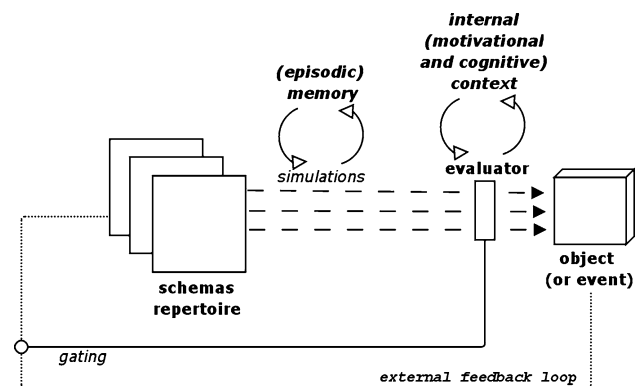 internal
(motivational
and cognitive)
context
(episodic)
memory
simulations
evaluator
schemas
repertoire
object
(or event)
gating
external feedback loop